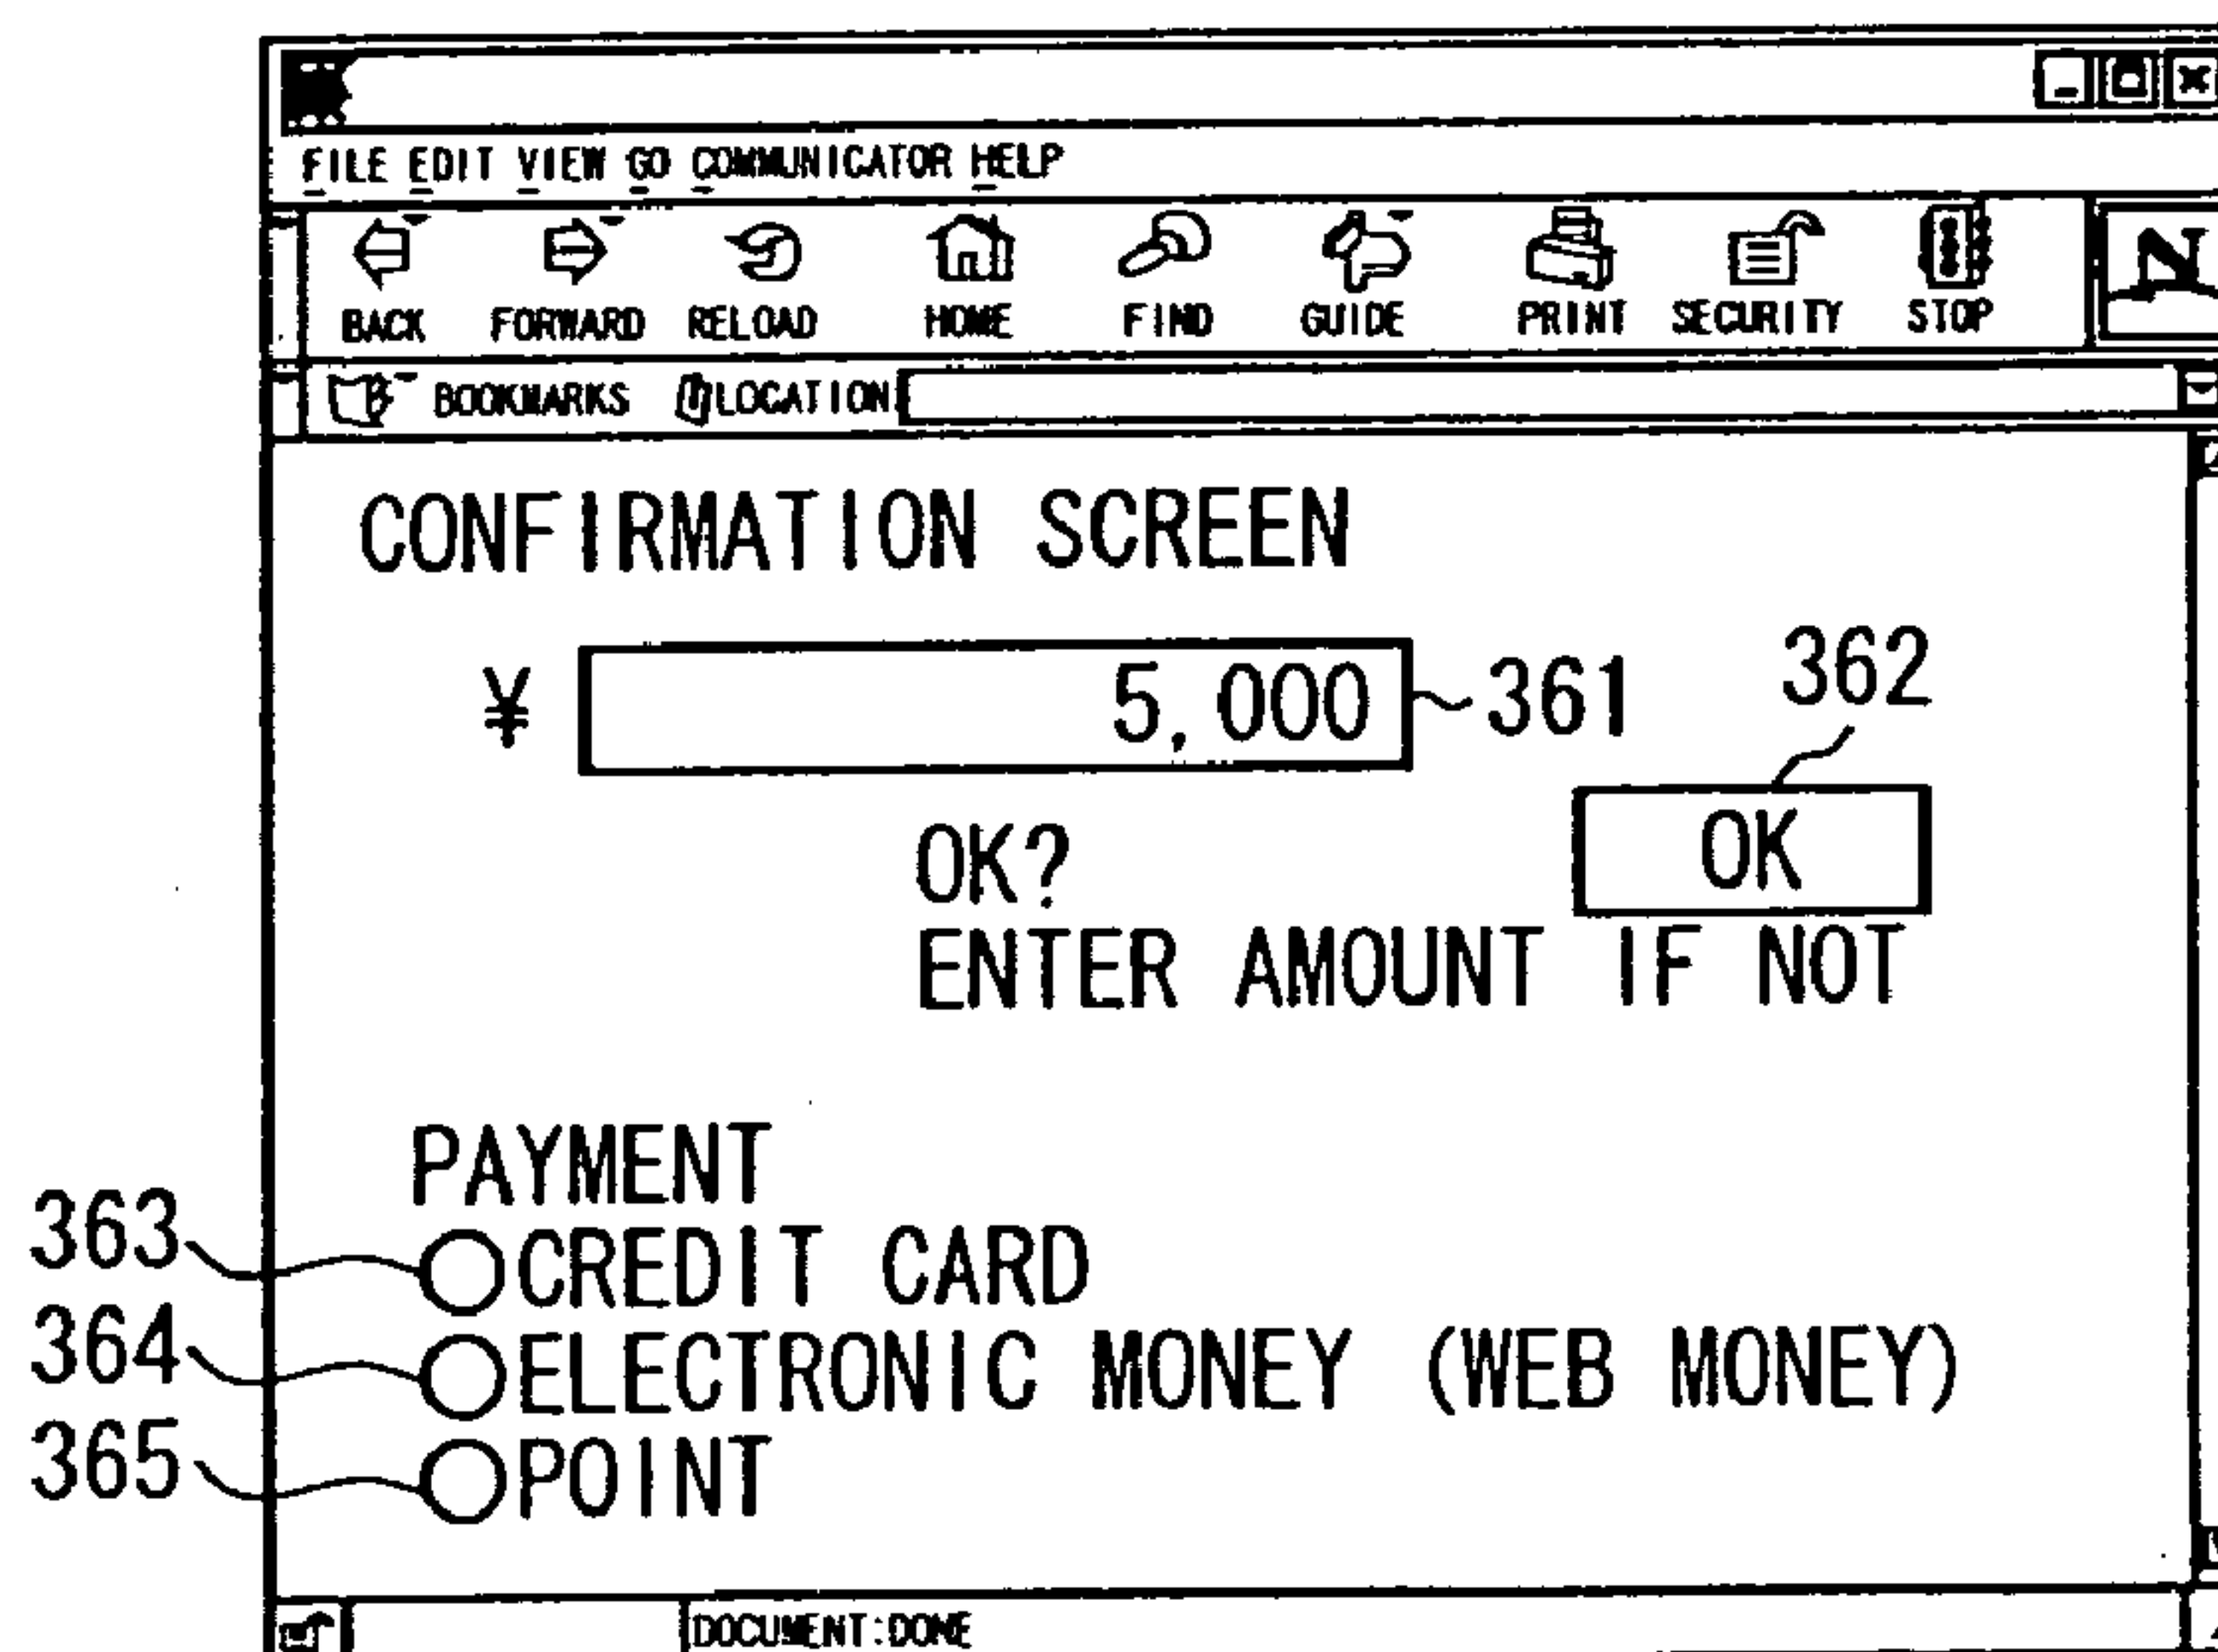 FILE EDIT VIEW GO COMMUNICATOR HELP
BACK FORWARD RELOAD HOME FIND GUIDE PRINT SECURITY STOP
N
BOOKMARKS LOCATION
CONFIRMATION SCREEN
¥ 5,000 361
362
OK? OK
ENTER AMOUNT IF NOT
PAYMENT
363 CREDIT CARD
364 ELECTRONIC MONEY (WEB MONEY)
365 POINT
DOCUMENT:DONE